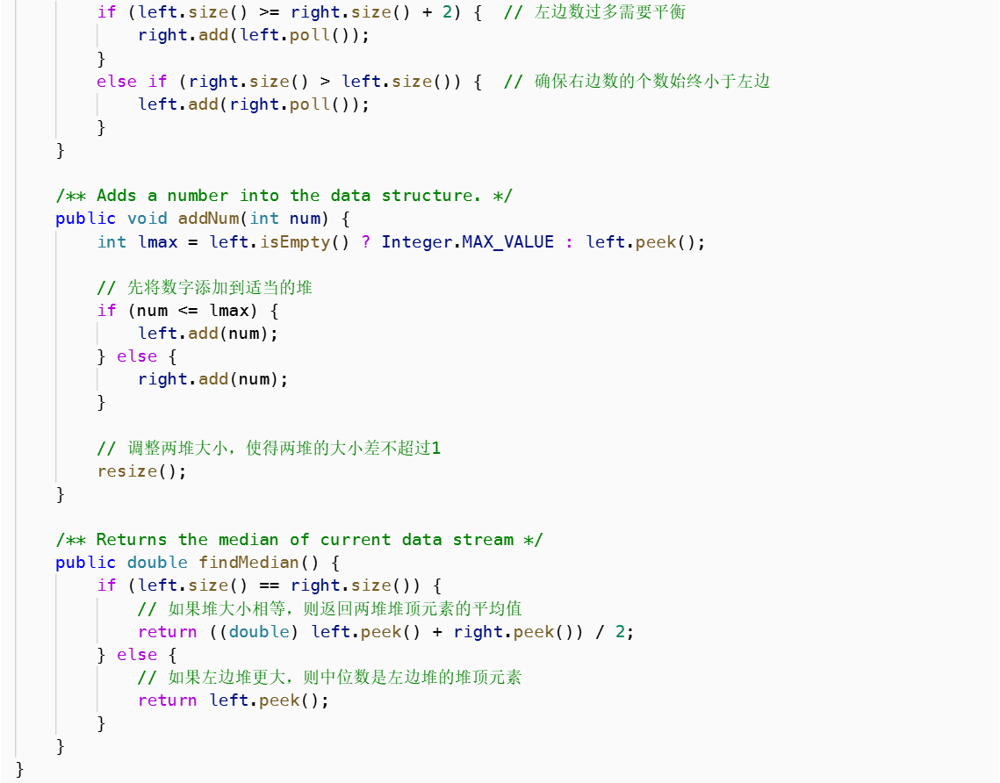 if (left.size() >= right.size() + 2) {  // 左边数过多需要平衡
right.add(left.poll());
}
else if (right.size() > left.size()) {  // 确保右边数的个数始终小于左边
left.add(right.poll());
}
}
/** Adds a number into the data structure. */
public void addNum(int num) {
int lmax = left.isEmpty() ? Integer.MAX_VALUE : left.peek();
// 先将数字添加到适当的堆
if (num <= lmax) {
left.add(num);
} else {
right.add(num);
}
// 调整两堆大小，使得两堆的大小差不超过1
resize();
}
/** Returns the median of current data stream */
public double findMedian() {
if (left.size() == right.size()) {
// 如果堆大小相等，则返回两堆堆顶元素的平均值
return ((double) left.peek() + right.peek()) / 2;
} else {
// 如果左边堆更大，则中位数是左边堆的堆顶元素
return left.peek();
}
}
}